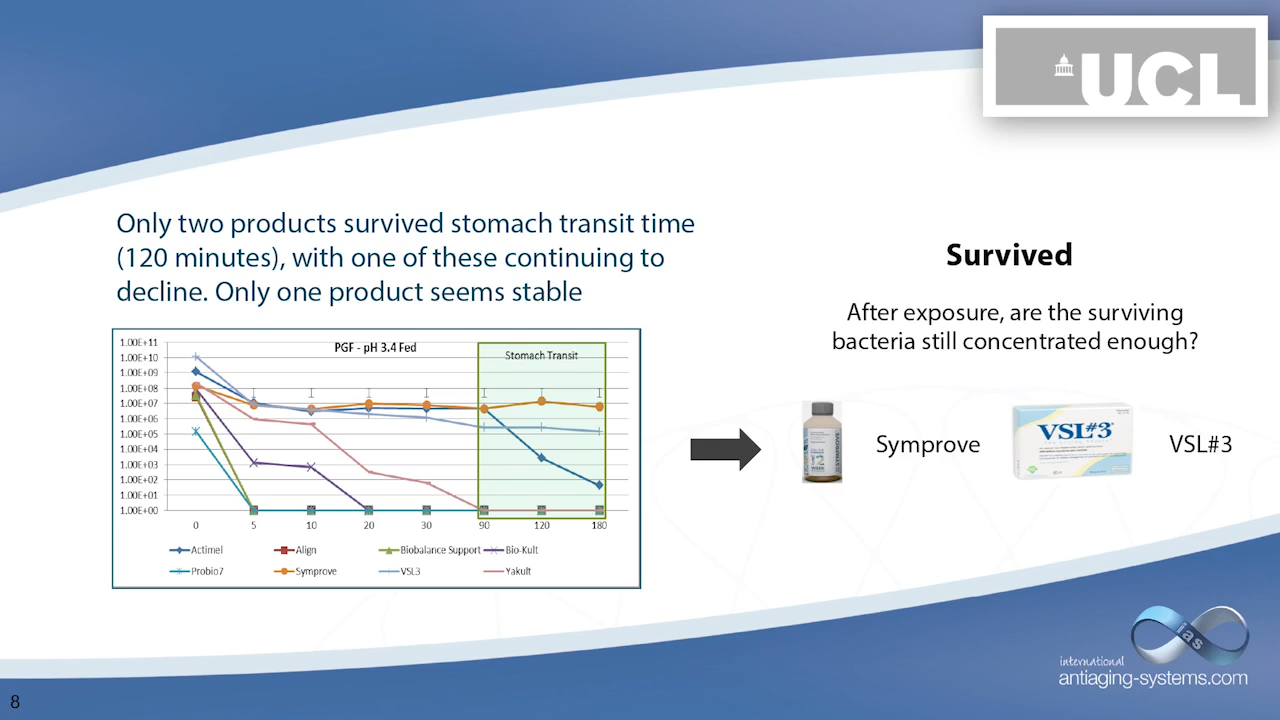 UCL
Only two products survived stomach transit time
(120 minutes), with one of these continuing to
decline. Only one product seems stable
Survived
After exposure, are the surviving
bacteria still concentrated enough?
PGF - pH 3.4 Fed
Stomach Transit
1.00E+11
1.00E+10
1.00E+09
1.00E+08
1.00E+07
1.00E+06
1.00E+05
1.00E+04
1.00E+03
1.00E+02
1.00E+01
1.00E+00
0 5 10 20 30 90 120 180
Actimel Align Biobalance Support Bio-Kult
Probio7 Symprove VSL3 Yakult
SYMPROVE
12
WEEK
Symprove
VSL#3
VSL#3
ias
international
antiaging-systems.com
8